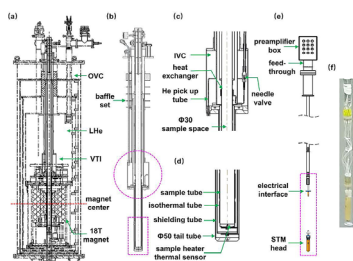 (a)
OVC
LHe
VTI
magnet
center
18T
magnet
(b)
baffle
set
(c)
IVC
heat
exchanger
He pick up
tube
Φ30
sample space
needle
valve
(d)
sample tube
isothermal tube
shielding tube
Φ50 tail tube
sample heater
thermal sensor
(e)
preamplifier
box
feed-
through
electrical
interface
STM
head
(f)